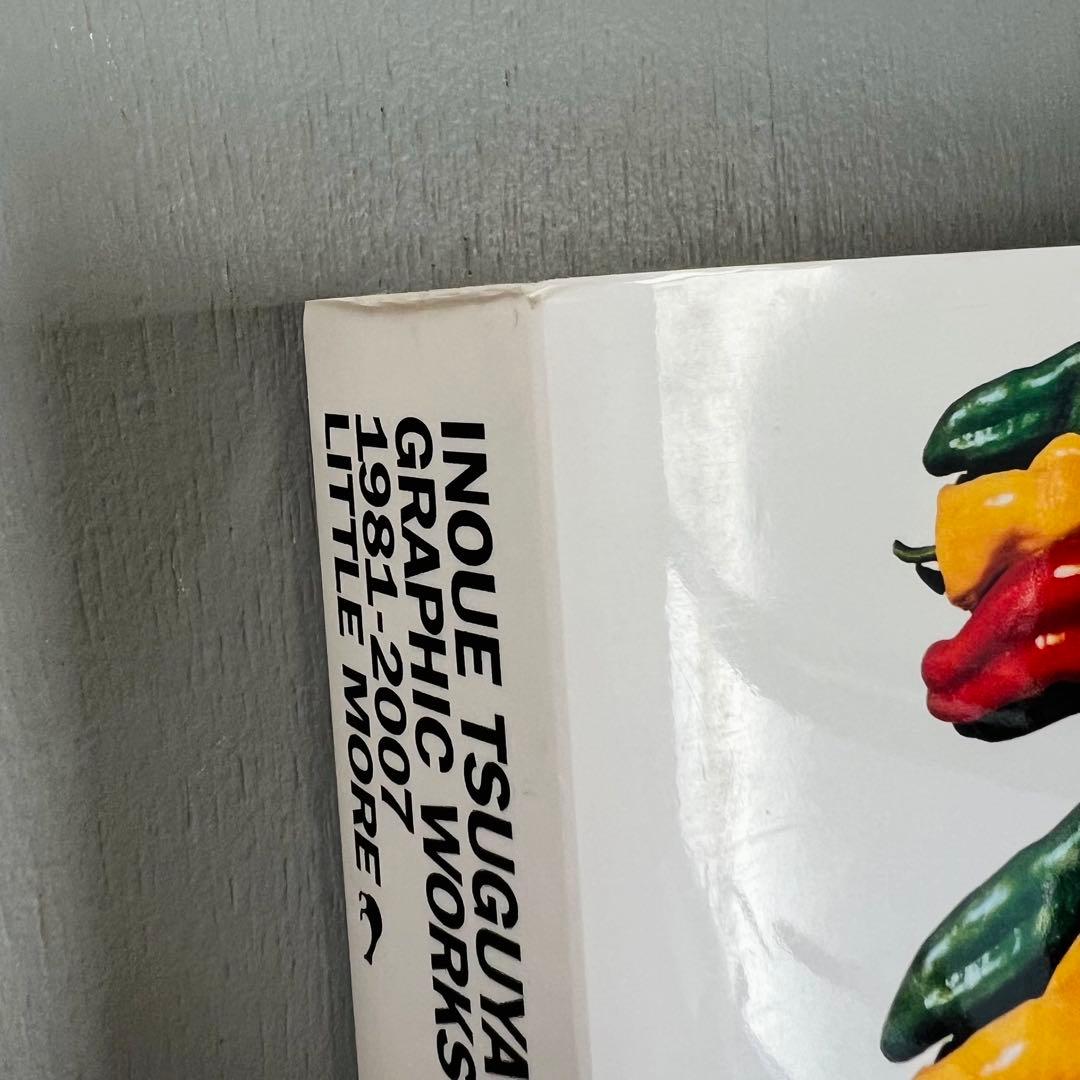 INOUE TSUGUYA
GRAPHIC WORKS
1981-2007
LITTLE MORE